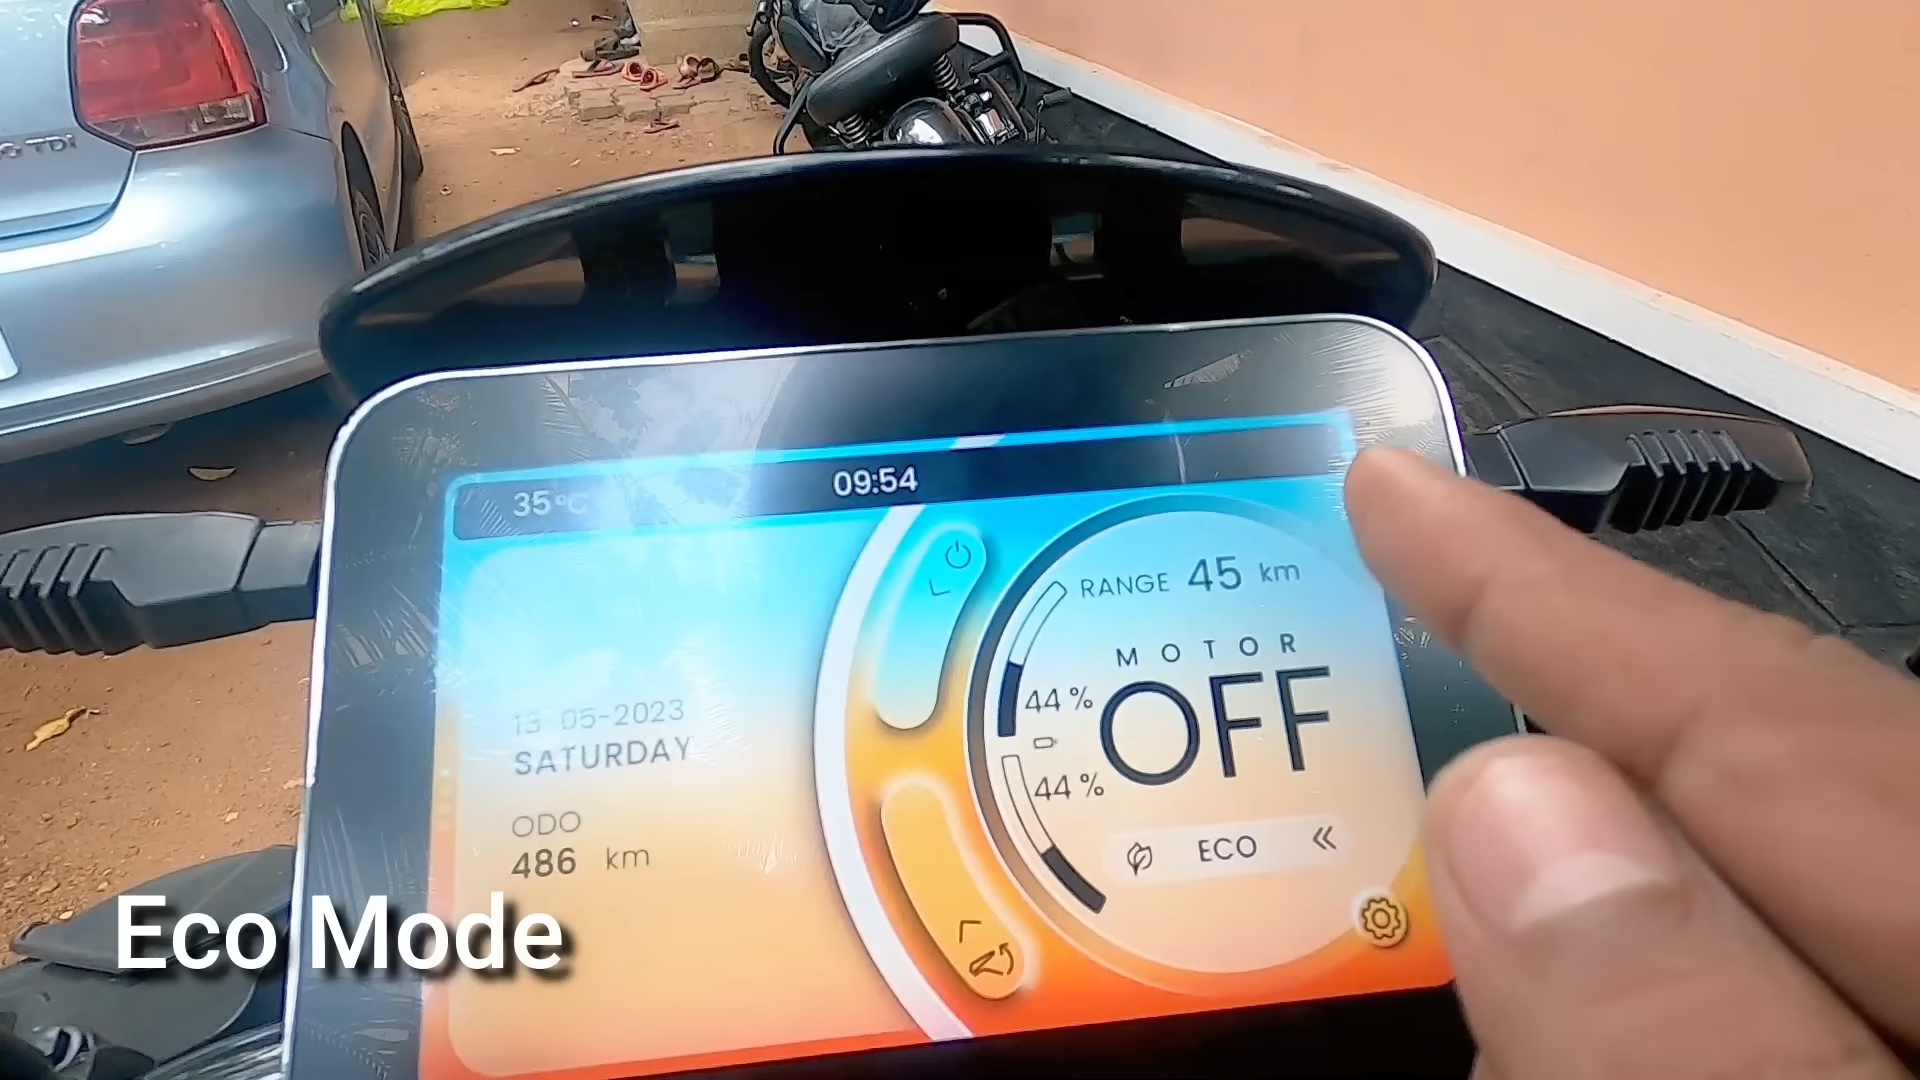 TDI
35°C
09:54
RANGE 45 km
MOTOR
OFF
44%
44%
ECO «
13 05-2023
SATURDAY
ODO
486 km
Eco Mode